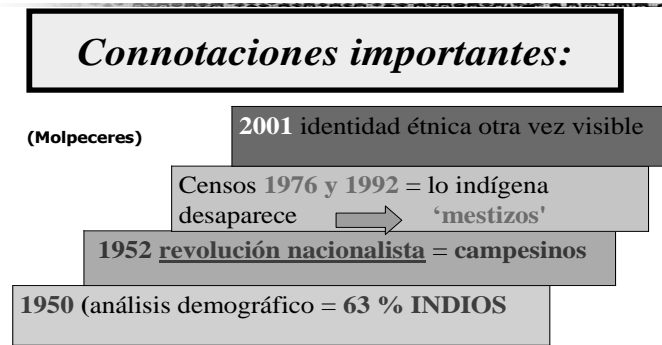 Connotaciones importantes:
(Molpeceres)
2001 identidad étnica otra vez visible
Censos 1976 y 1992 = lo indígena
desaparece ‘mestizos'
1952 revolución nacionalista = campesinos
1950 (análisis demográfico = 63 % INDIOS